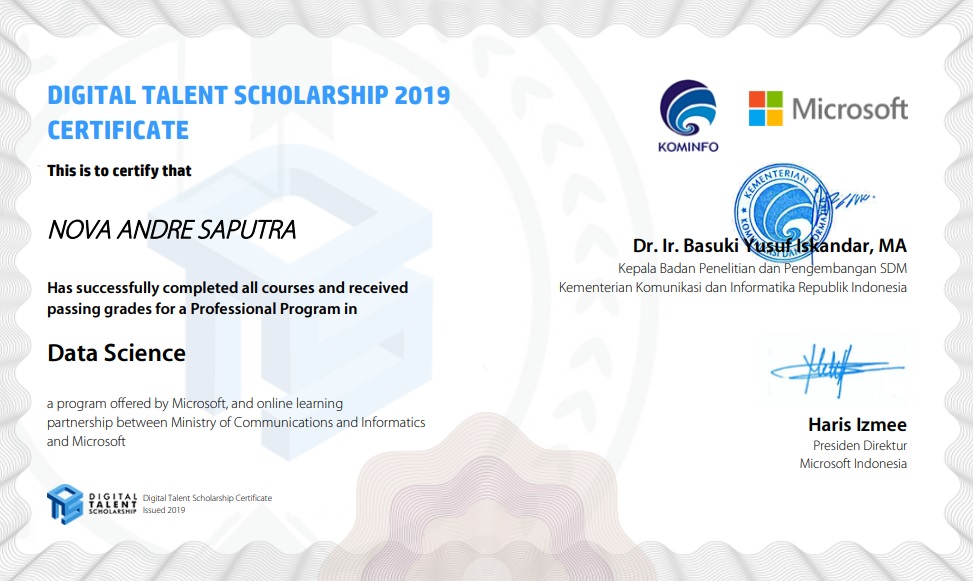 DIGITAL TALENT SCHOLARSHIP 2019
CERTIFICATE
This is to certify that
NOVA ANDRE SAPUTRA
Has successfully completed all courses and received
passing grades for a Professional Program in
Data Science
a program offered by Microsoft, and online learning
partnership between Ministry of Communications and Informatics
and Microsoft
DIGITAL
TALENT
SCHOLARSHIP
Digital Talent Scholarship Certificate
Issued 2019
KOMINFO
Microsoft
KEMENTERIAN
KOMUNIKASI DAN INFORMATIKA
Dr. Ir. Basuki Yusuf Iskandar, MA
Kepala Badan Penelitian dan Pengembangan SDM
Kementerian Komunikasi dan Informatika Republik Indonesia
Haris Izmee
Presiden Direktur
Microsoft Indonesia